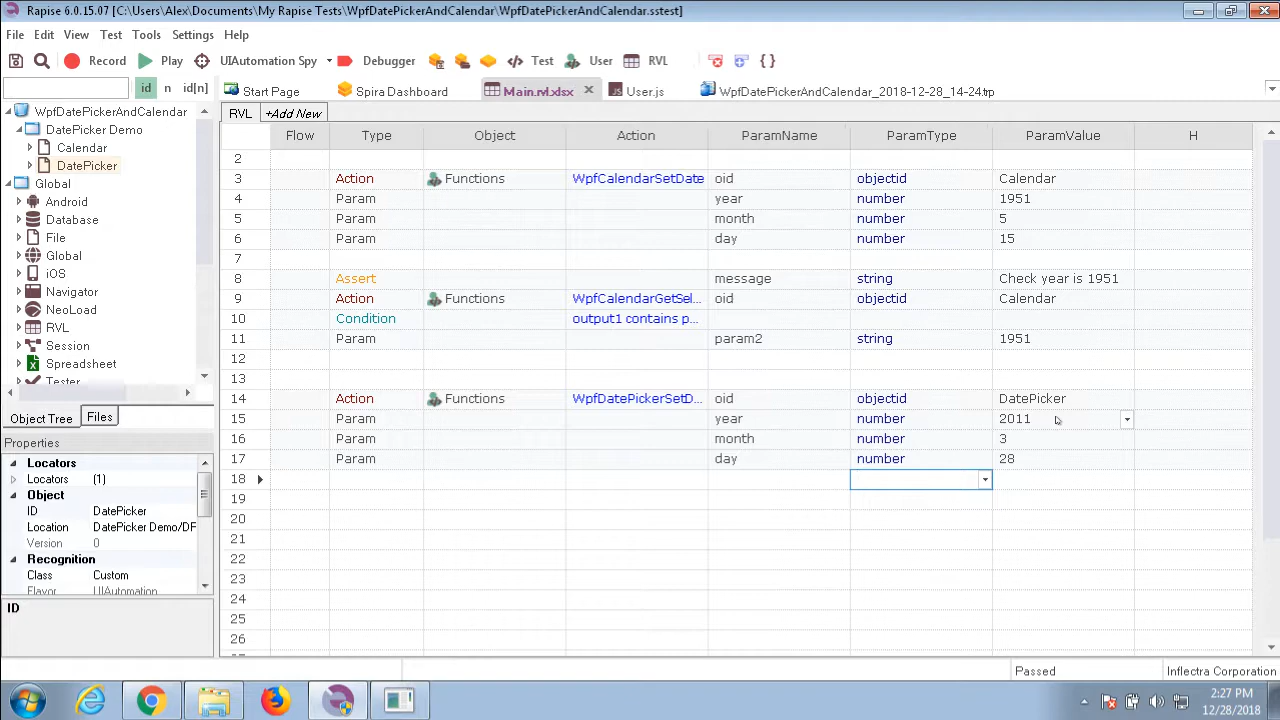 Rapise 6.0.15.07 [C:\Users\Alex\Documents\My Rapise Tests\WpfDatePickerAndCalendar\WpfDatePickerAndCalendar.sstest]
File Edit View Test Tools Settings Help
Record Play UIAutomation Spy Debugger Test User RVL
id n id[n] Start Page Spira Dashboard Main.rvl.xlsx User.js WpfDatePickerAndCalendar_2018-12-28_14-24.trp
WpfDatePickerAndCalendar
DatePicker Demo
Calendar
DatePicker
Global
Android
Database
File
Global
iOS
Navigator
NeoLoad
RVL
Session
Spreadsheet
Tester
Object Tree Files
Properties
Locators
Locators (1)
Object
ID DatePicker
Location DatePicker Demo/DF
Version 0
Recognition
Class Custom
Flavor UIAutomation
ID
RVL +Add New
Flow Type Object Action ParamName ParamType ParamValue H
2
3 Action Functions WpfCalendarSetDate oid objectid Calendar
4 Param year number 1951
5 Param month number 5
6 Param day number 15
7
8 Assert message string Check year is 1951
9 Action Functions WpfCalendarGetSel... oid objectid Calendar
10 Condition output1 contains p...
11 Param param2 string 1951
12
13
14 Action Functions WpfDatePickerSetD... oid objectid DatePicker
15 Param year number 2011
16 Param month number 3
17 Param day number 28
18
19
20
21
22
23
24
25
26
Passed Inflectra Corporation
2:27 PM
12/28/2018